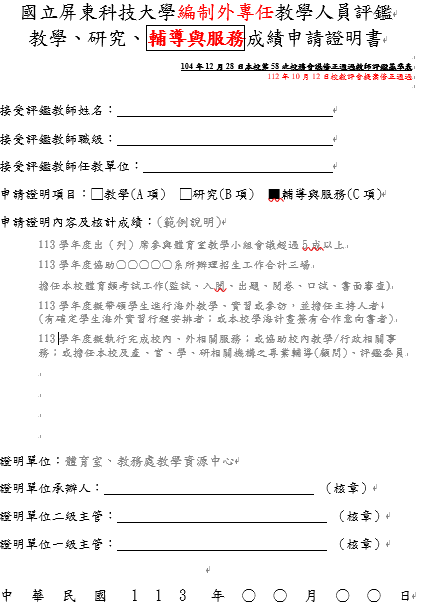 國立屏東科技大學編制外專任教學人員評鑑
教學、研究、輔導與服務成績申請證明書
104 年 12 月 28 日本校第 58 次校務會議修正通過教師評鑑基準表
112 年 10 月 12 日校教評會提案修正通過
接受評鑑教師姓名：
接受評鑑教師職級：
接受評鑑教師任教單位：
申請證明項目：□教學(A 項) □研究(B 項) ■輔導與服務(C 項)
申請證明內容及核計成績：(範例說明)
113 學年度出（列）席參與體育室教學小組會議超過 5 成以上
113 學年度協助○○○○○系所辦理招生工作合計三場
擔任本校體育類考試工作(監試、入闈、出題、閱卷、口試、書面審查)
113 學年度擬帶領學生進行海外教學、實習或參訪，並擔任主持人者
(有確定學生海外實習行程安排者；或本校學海計畫簽有合作意向書者)
113 學年度擬執行完成校內、外相關服務；或協助校內教學/行政相關事
務；或擔任本校及產、官、學、研相關機構之專業輔導(顧問)、評鑑委員
證明單位：體育室、教務處教學資源中心
證明單位承辦人： （核章）
證明單位二級主管： （核章）
證明單位一級主管： （核章）
中 華 民 國 1 1 3 年 ○ ○ 月 ○ ○ 日